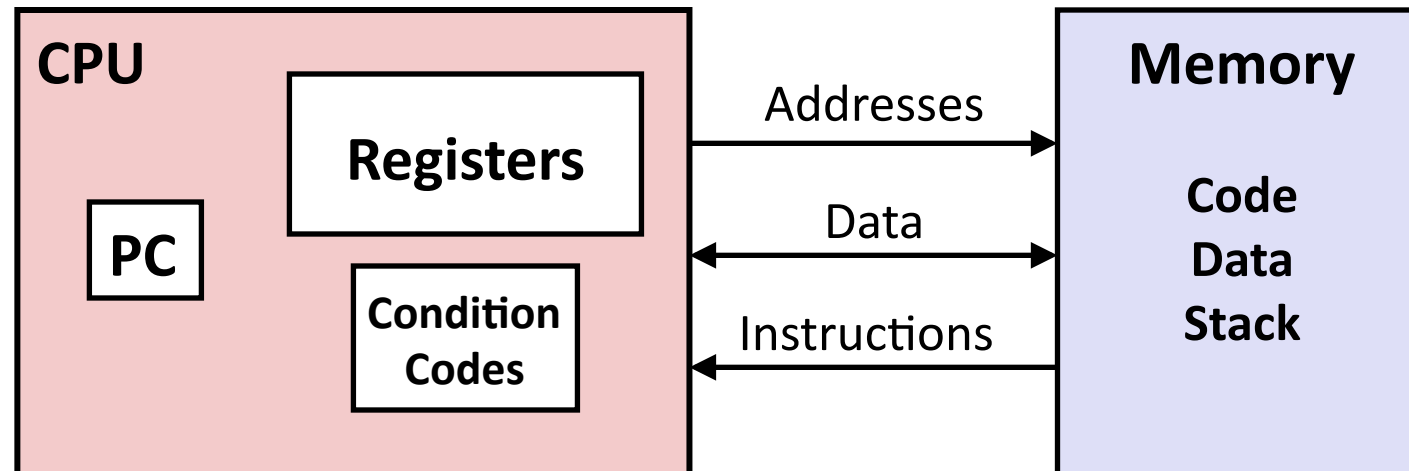 CPU
Registers
PC
Condition
Codes
Addresses
Data
Instructions
Memory
Code
Data
Stack